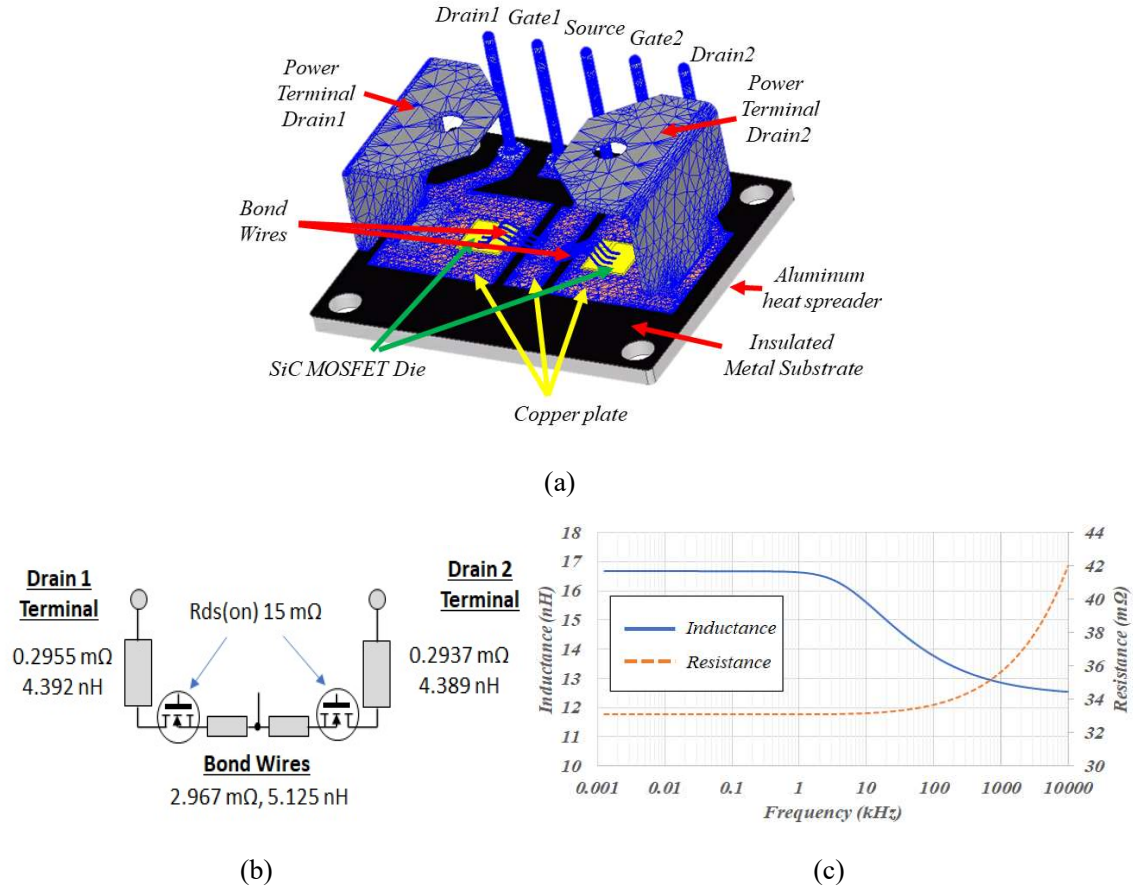 Drain1 Gate1 Source Gate2 Drain2
Power
Terminal
Drain1
Power
Terminal
Drain2
Bond
Wires
Aluminum
heat spreader
SiC MOSFET Die
Insulated
Metal Substrate
Copper plate
(a)
Drain 1
Terminal
0.2955 mΩ
4.392 nH
Rds(on) 15 mΩ
Drain 2
Terminal
0.2937 mΩ
4.389 nH
Bond Wires
2.967 mΩ, 5.125 nH
(b)
Inductance (nH)
18
17
16
15
14
13
12
11
10
Inductance
Resistance
44
42
40
38
36
34
32
30
Resistance (mΩ)
0.001 0.01 0.1 1 10 100 1000 10000
Frequency (kHz)
(c)